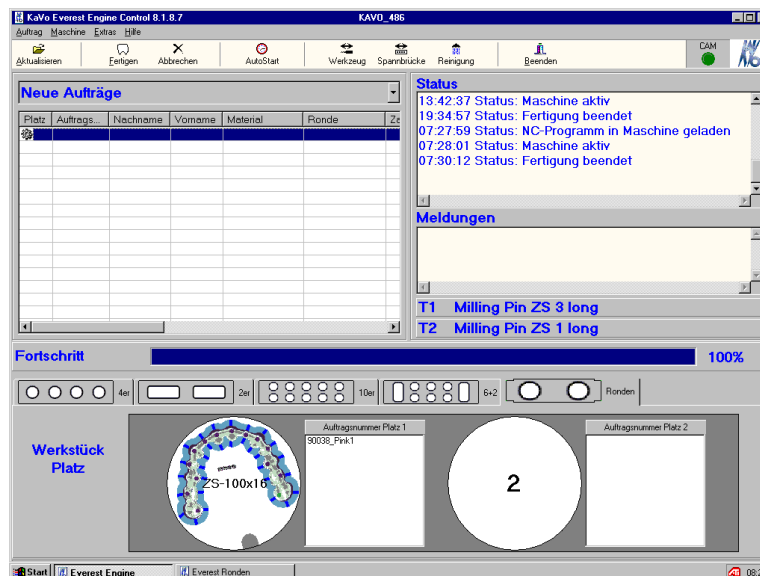 KaVo Everest Engine Control 8.1.8.7
KAVO_486
Auftrag Maschine Extras Hilfe
Aktualisieren Fertigen Abbrechen AutoStart Werkzeug Spannbrücke Reinigung Beenden
CAM
Neue Aufträge
Platz Auftrags... Nachname Vorname Material Ronde
Status
13:42:37 Status: Maschine aktiv
19:34:57 Status: Fertigung beendet
07:27:59 Status: NC-Programm in Maschine geladen
07:28:01 Status: Maschine aktiv
07:30:12 Status: Fertigung beendet
Meldungen
T1 Milling Pin ZS 3 long
T2 Milling Pin ZS 1 long
Fortschritt
100%
4er 2er 10er 6+2 Ronden
Werkstück
Platz
ZS-100x16
Auftragsnummer Platz 1
90038_Pink1
2
Auftragsnummer Platz 2
Start Everest Engine Everest Ronden